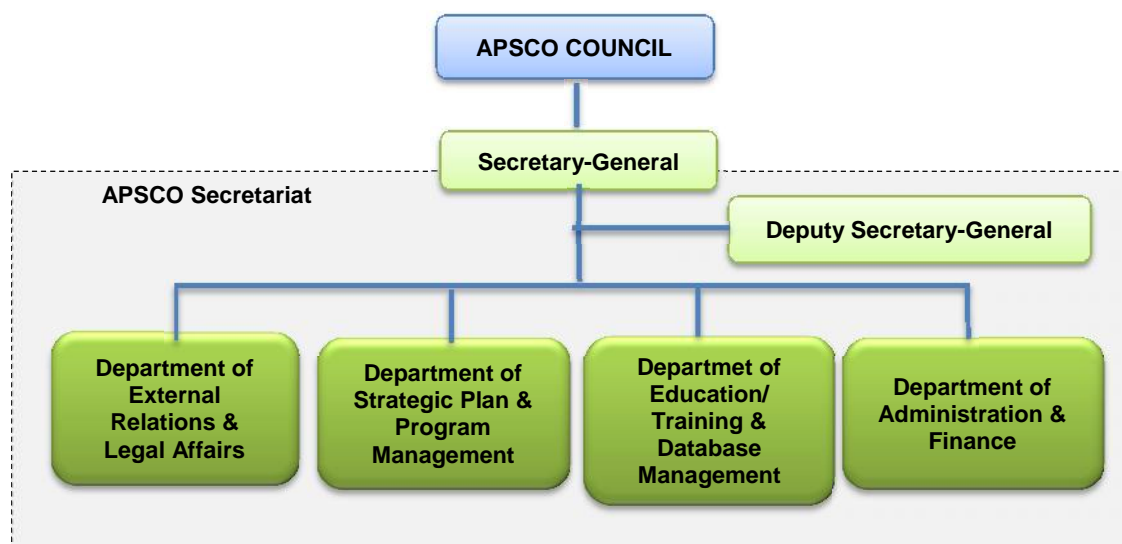 APSCO COUNCIL
Secretary-General
APSCO Secretariat
Deputy Secretary-General
Department of
External
Relations &
Legal Affairs
Department of
Strategic Plan &
Program
Management
Departmet of
Education/
Training &
Database
Management
Department of
Administration &
Finance